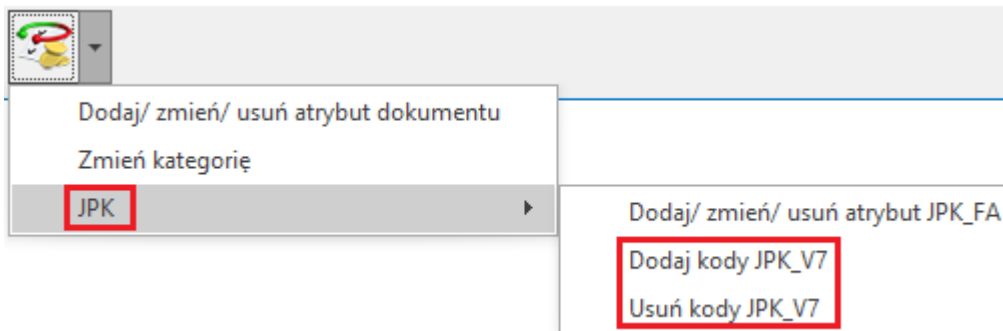 Dodaj/ zmień/ usuń atrybut dokumentu
Zmień kategorię
JPK
Dodaj/ zmień/ usuń atrybut JPK_FA
Dodaj kody JPK_V7
Usuń kody JPK_V7